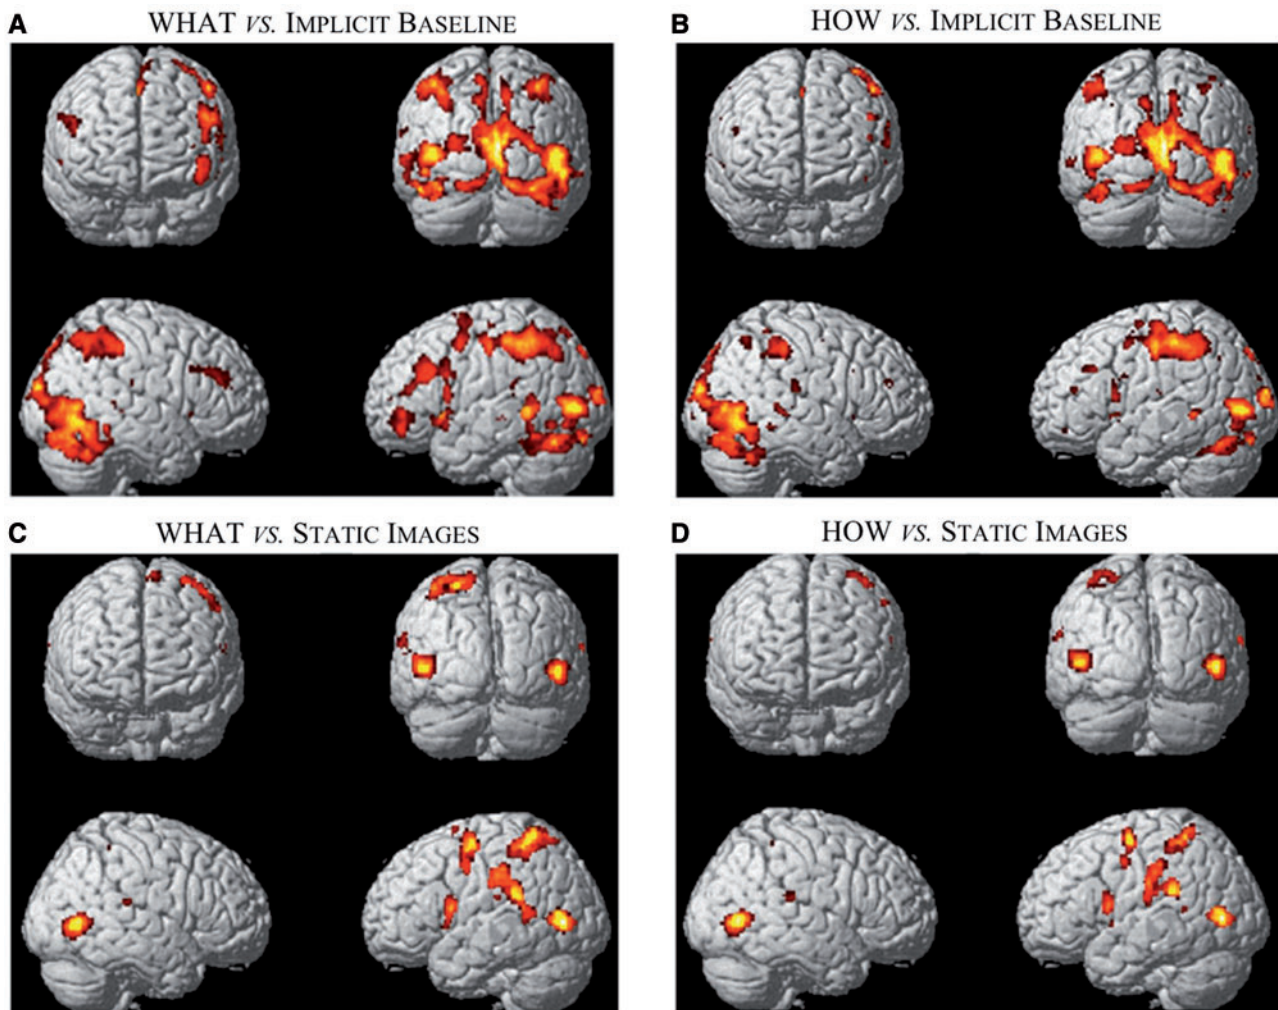 A WHAT VS. IMPLICIT BASELINE
B HOW VS. IMPLICIT BASELINE
C WHAT VS. STATIC IMAGES
D HOW VS. STATIC IMAGES